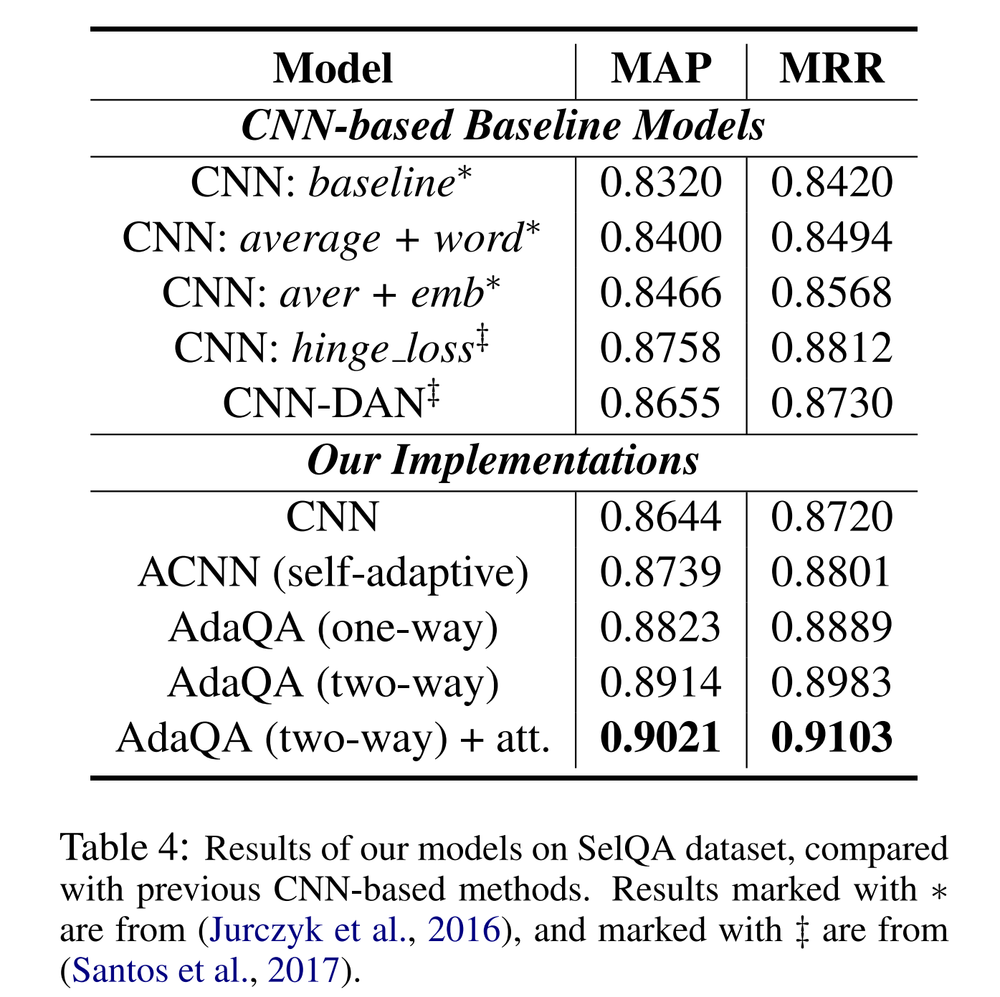 Model MAP MRR
CNN-based Baseline Models
CNN: baseline* 0.8320 0.8420
CNN: average + word* 0.8400 0.8494
CNN: aver + emb* 0.8466 0.8568
CNN: hinge_loss‡ 0.8758 0.8812
CNN-DAN‡ 0.8655 0.8730
Our Implementations
CNN 0.8644 0.8720
ACNN (self-adaptive) 0.8739 0.8801
AdaQA (one-way) 0.8823 0.8889
AdaQA (two-way) 0.8914 0.8983
AdaQA (two-way) + att. 0.9021 0.9103
Table 4: Results of our models on SelQA dataset, compared
with previous CNN-based methods. Results marked with *
are from (Jurczyk et al., 2016), and marked with ‡ are from
(Santos et al., 2017).